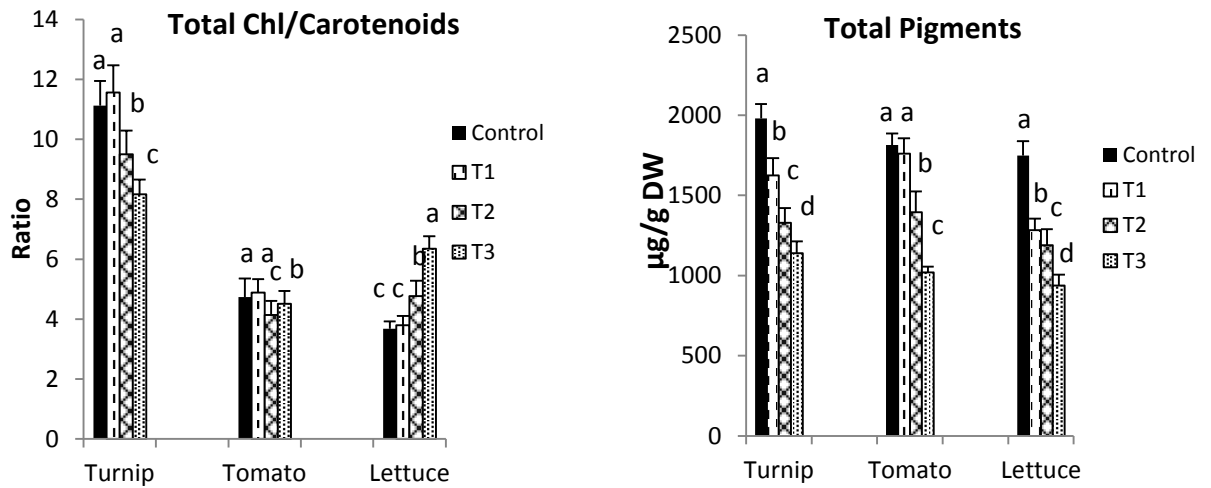 Total Chl/Carotenoids
14
12
10
8
6
4
2
0
Ratio
a a b c
a a c b
c c b a
Turnip Tomato Lettuce
Control
T1
T2
T3
Total Pigments
2500
2000
1500
1000
500
0
µg/g DW
a b c d
a a b c
a b c d
Turnip Tomato Lettuce
Control
T1
T2
T3